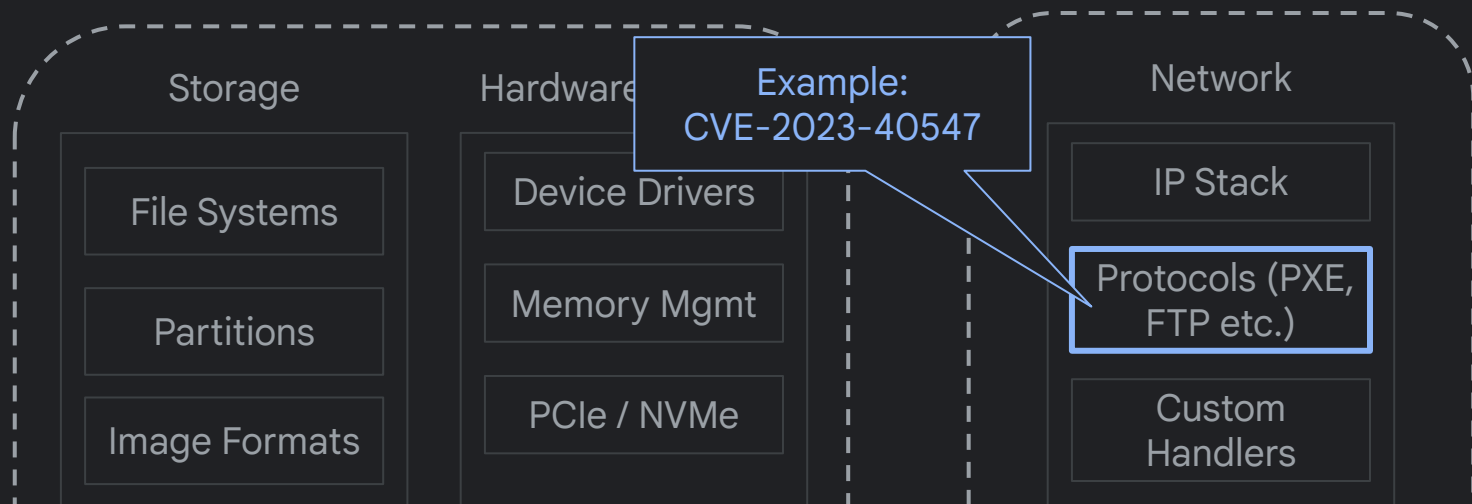 Storage
File Systems
Partitions
Image Formats
Hardware
Device Drivers
Memory Mgmt
PCIe / NVMe
Example:
CVE-2023-40547
Network
IP Stack
Protocols (PXE,
FTP etc.)
Custom
Handlers